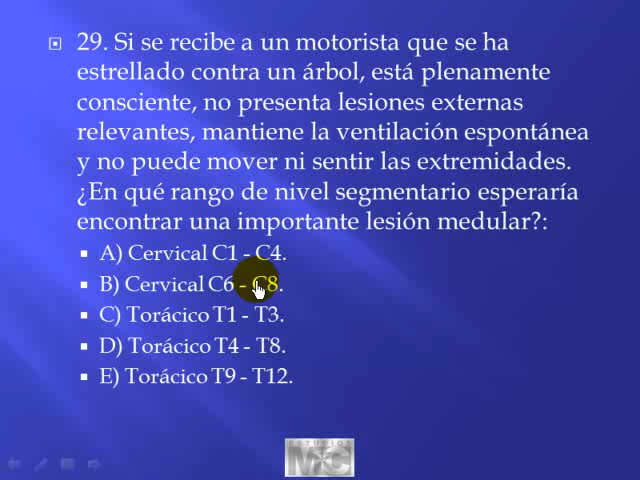 29. Si se recibe a un motorista que se ha
estrellado contra un árbol, está plenamente
consciente, no presenta lesiones externas
relevantes, mantiene la ventilación espontánea
y no puede mover ni sentir las extremidades.
¿En qué rango de nivel segmentario esperaría
encontrar una importante lesión medular?:
A) Cervical C1 - C4.
B) Cervical C6 - C8.
C) Torácico T1 - T3.
D) Torácico T4 - T8.
E) Torácico T9 - T12.
ESTUDIOS
MC